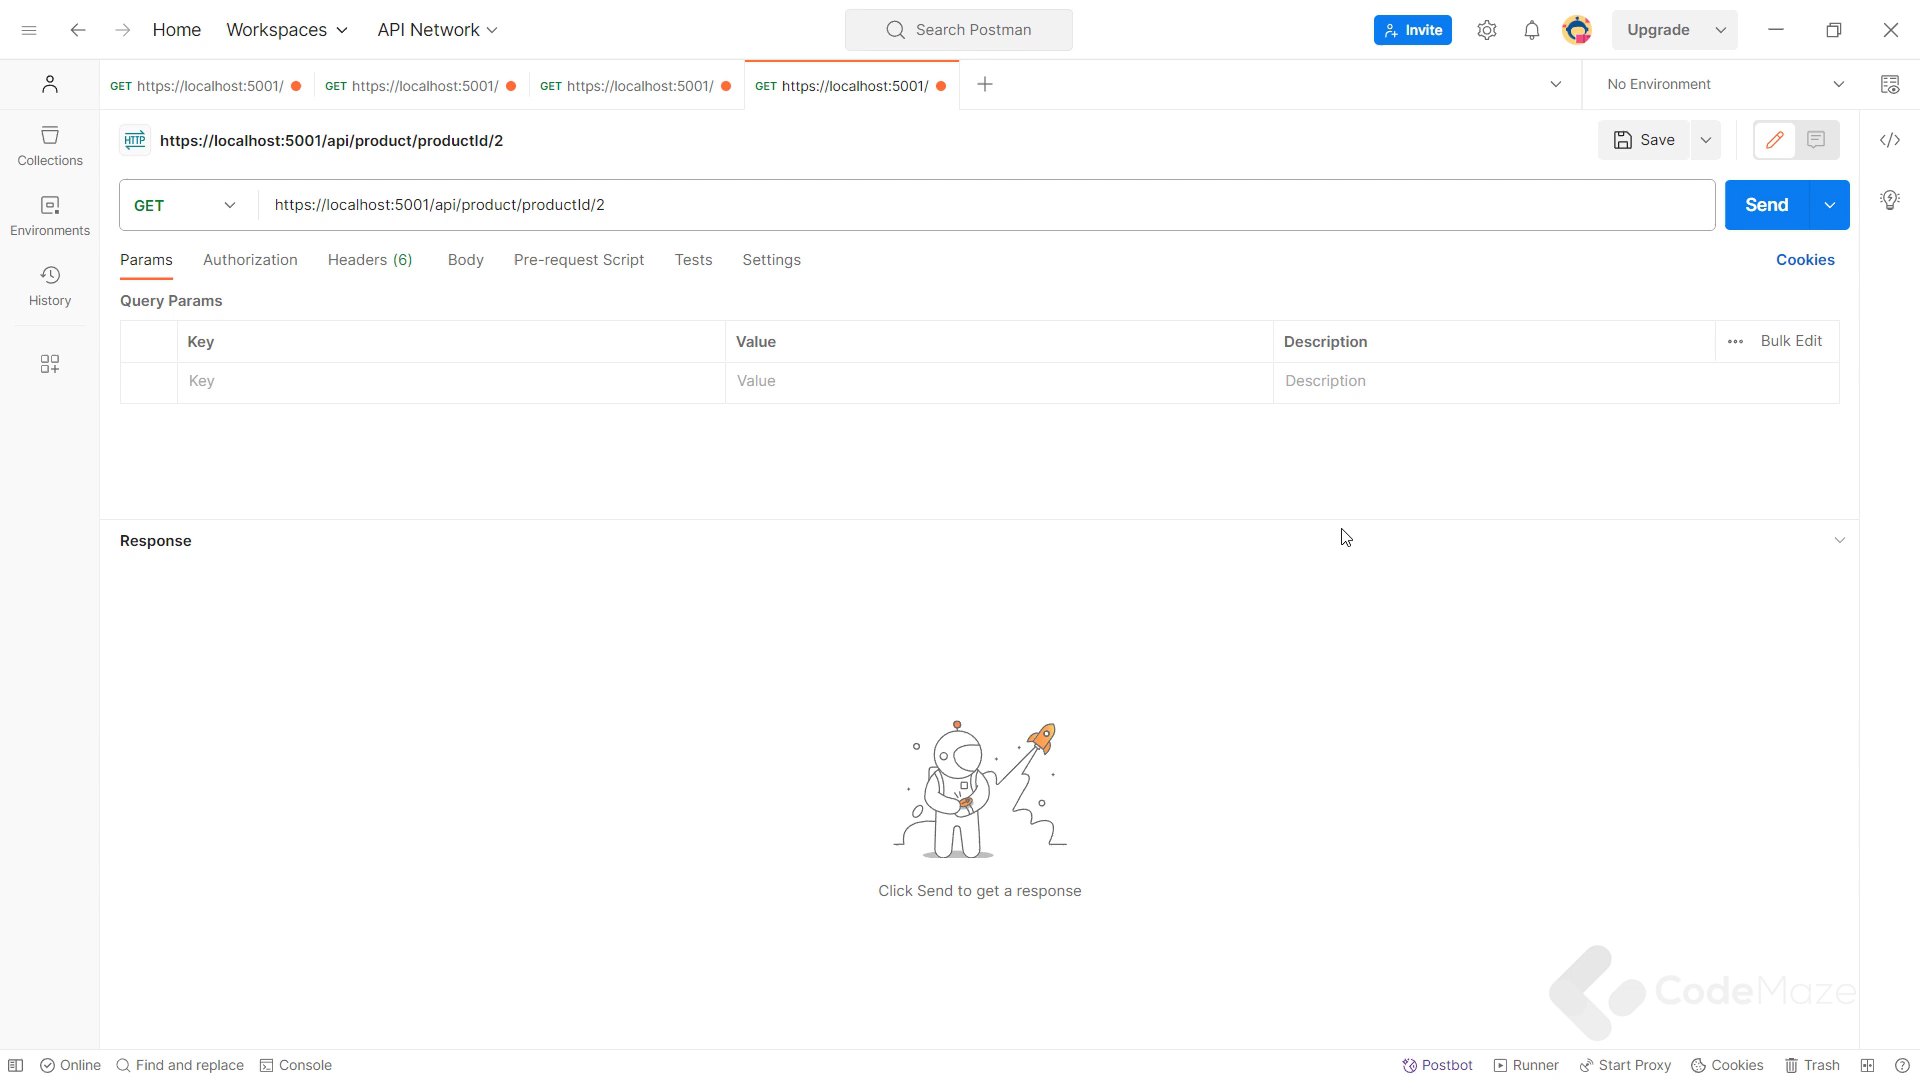 Home Workspaces API Network Search Postman Invite Upgrade
GET https://localhost:5001/ GET https://localhost:5001/ GET https://localhost:5001/ GET https://localhost:5001/ No Environment
HTTP https://localhost:5001/api/product/productId/2 Save
Collections
Environments
History
GET https://localhost:5001/api/product/productId/2 Send
Params Authorization Headers (6) Body Pre-request Script Tests Settings Cookies
Query Params
Key Value Description Bulk Edit
Key Value Description
Response
Click Send to get a response
CodeMaze
Online Find and replace Console Postbot Runner Start Proxy Cookies Trash